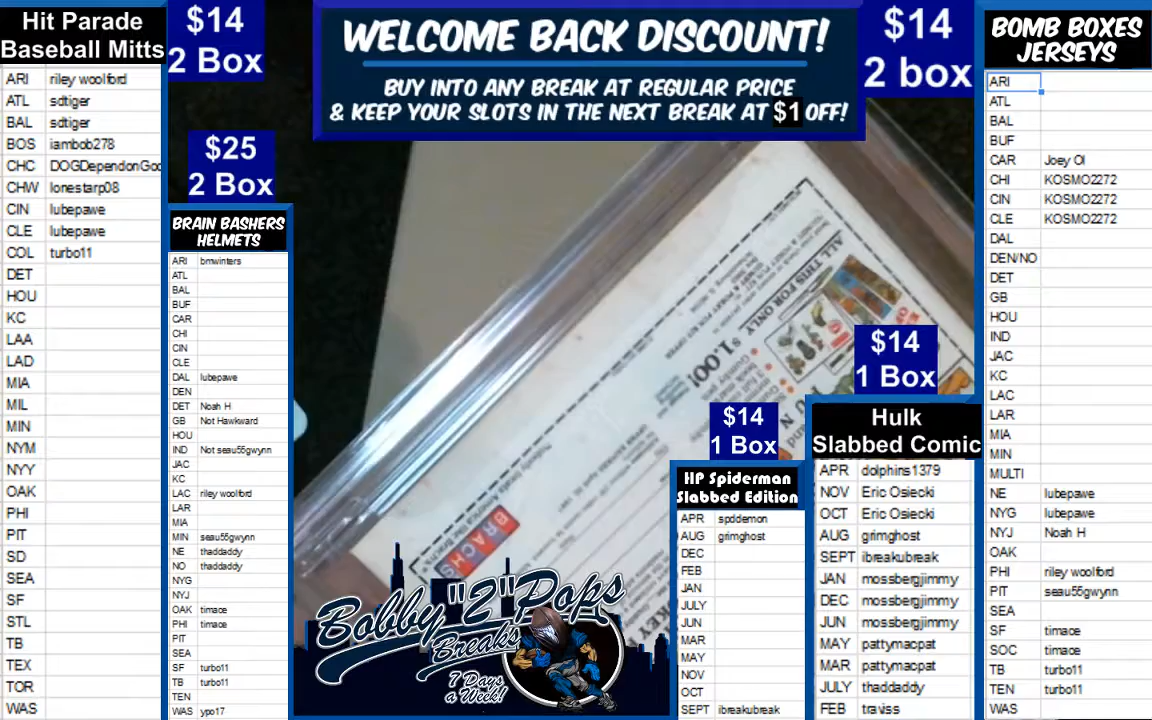 Hit Parade
Baseball Mitts
ARI riley woolford
ATL sdtiger
BAL sdtiger
BOS iambob278
CHC DOGDependonGod
CHW lonestarp08
CIN lubepawe
CLE lubepawe
COL turbo11
DET
HOU
KC
LAA
LAD
MIA
MIL
MIN
NYM
NYY
OAK
PHI
PIT
SD
SEA
SF
STL
TB
TEX
TOR
WAS
$14
2 Box
$25
2 Box
BRAIN BASHERS
HELMETS
ARI bmwinters
ATL
BAL
BUF
CAR
CHI
CIN
CLE
DAL lubepawe
DEN
DET Noah H
GB Not Hawkward
HOU
IND Not seau55gwynn
JAC
KC
LAC riley woolford
LAR
MIA
MIN seau55gwynn
NE thaddaddy
NO thaddaddy
NYG
NYJ
OAK timace
PHI timace
PIT
SEA
SF turbo11
TB turbo11
TEN
WAS ypo17
WELCOME BACK DISCOUNT!
BUY INTO ANY BREAK AT REGULAR PRICE
& KEEP YOUR SLOTS IN THE NEXT BREAK AT $1 OFF!
ALL THIS FOR ONLY
$1.00!
BRACHS
Bobby "2" Pops
Breaks
7 Days
a Week!
$14
1 Box
HP Spiderman
Slabbed Edition
APR spddemon
AUG grimghost
DEC
FEB
JAN
JULY
JUN
MAR
MAY
NOV
OCT
SEPT ibreakubreak
$14
1 Box
Hulk
Slabbed Comic
APR dolphins1379
NOV Eric Osiecki
OCT Eric Osiecki
AUG grimghost
SEPT ibreakubreak
JAN mossbergjimmy
DEC mossbergjimmy
JUN mossbergjimmy
MAY pattymacpat
MAR pattymacpat
JULY thaddaddy
FEB traviss
$14
2 box
BOMB BOXES
JERSEYS
ARI
ATL
BAL
BUF
CAR Joey Ol
CHI KOSMO2272
CIN KOSMO2272
CLE KOSMO2272
DAL
DEN/NO
DET
GB
HOU
IND
JAC
KC
LAC
LAR
MIA
MIN
MULTI
NE lubepawe
NYG lubepawe
NYJ Noah H
OAK
PHI riley woolford
PIT seau55gwynn
SEA
SF timace
SOC timace
TB turbo11
TEN turbo11
WAS